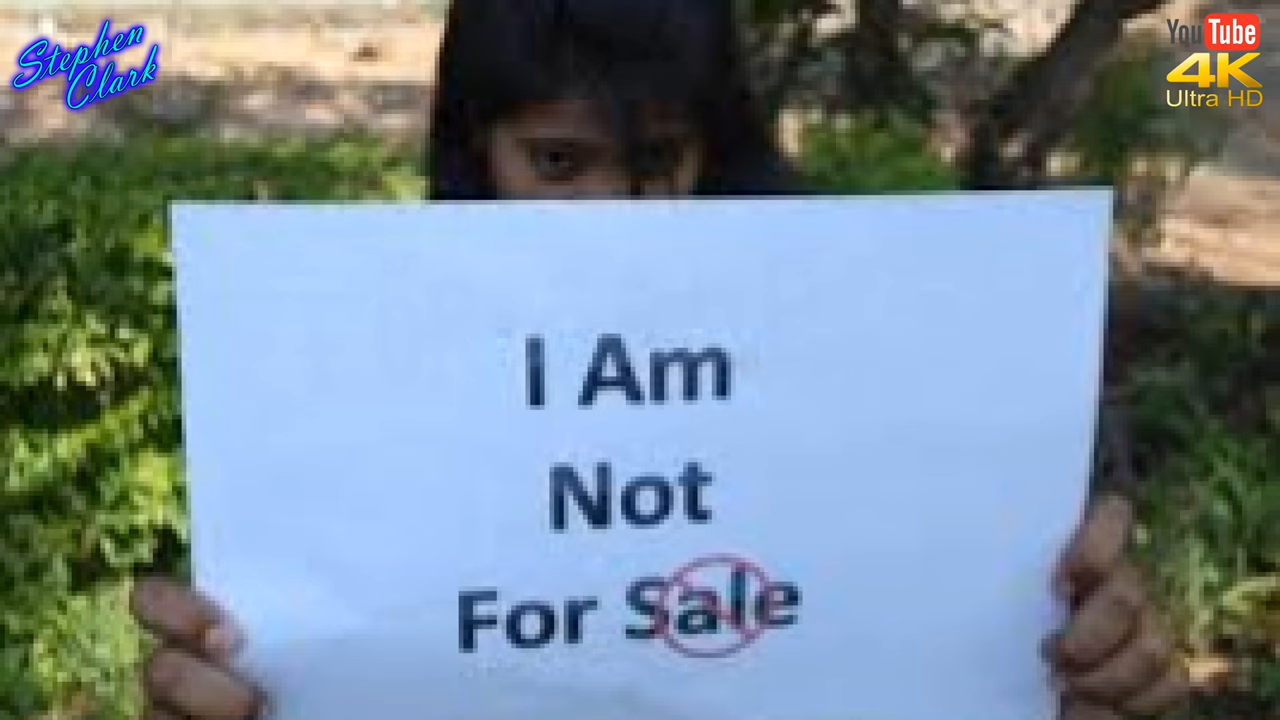 Stephen
Clark
YouTube
4K
Ultra HD
I Am
Not
For Sale